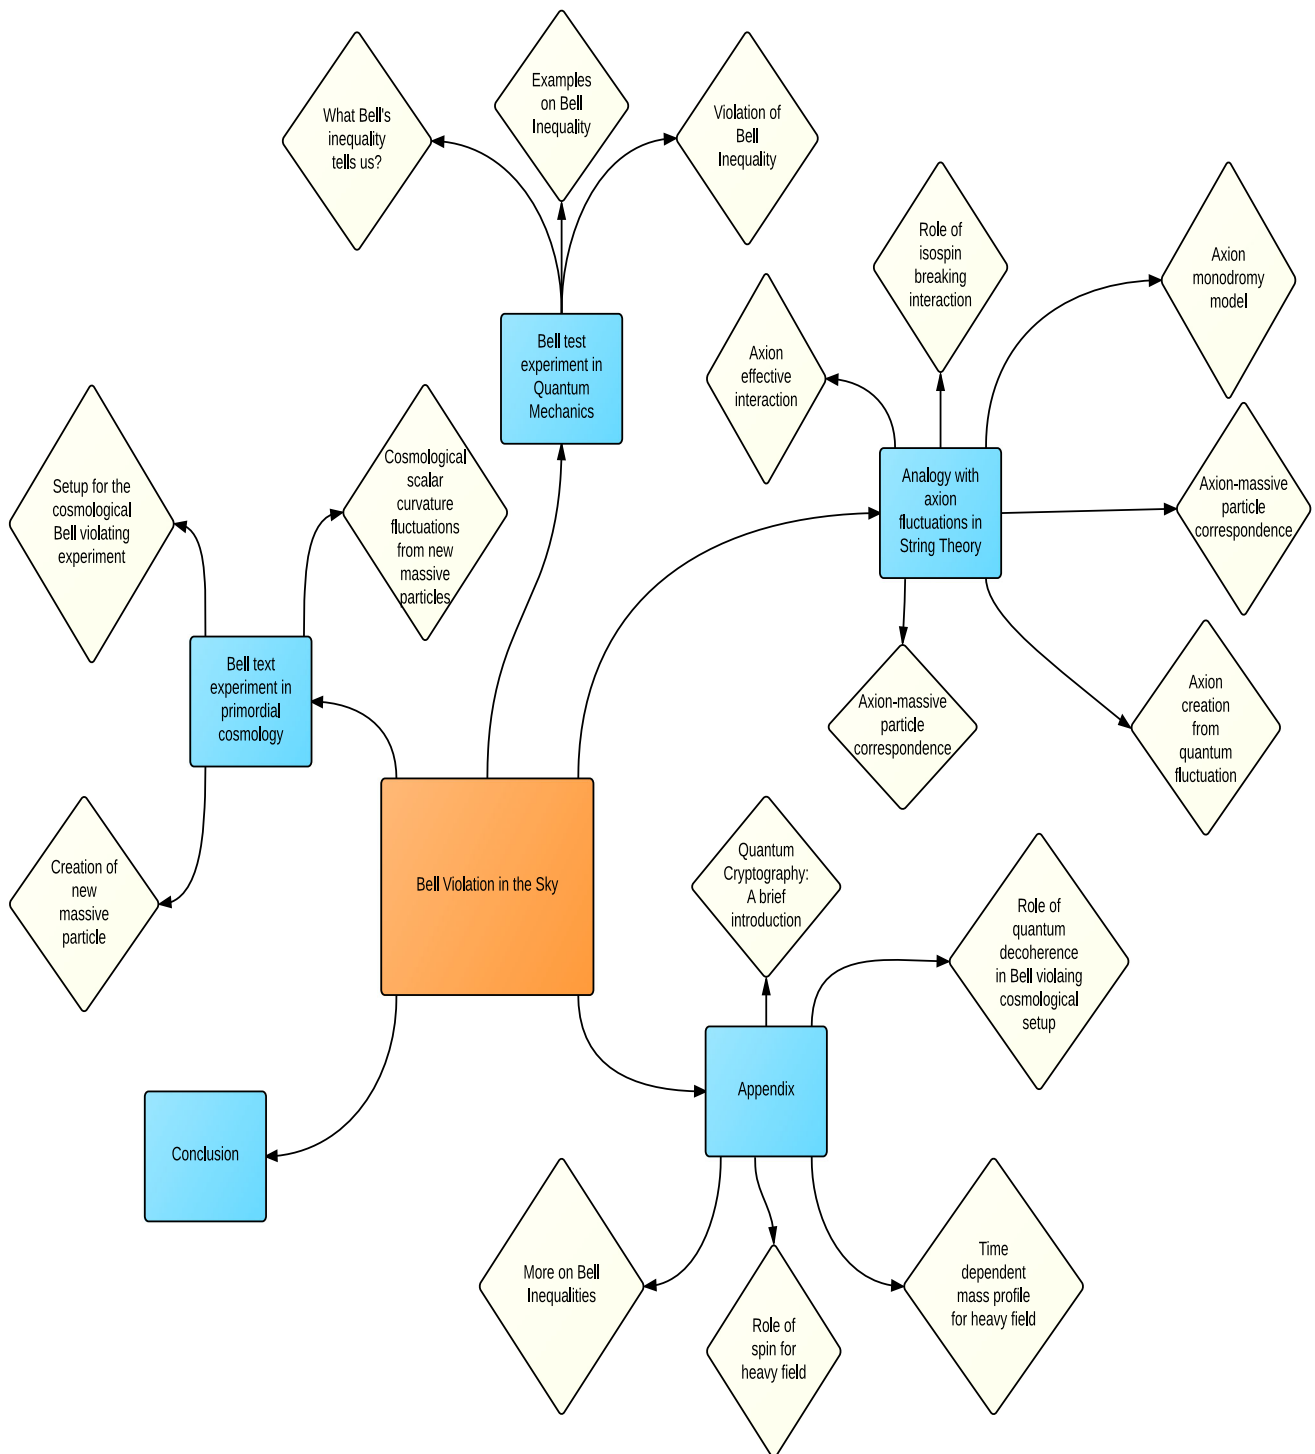 What Bell's
inequality
tells us?
Examples
on Bell
Inequality
Violation of
Bell
Inequality
Role of
isospin
breaking
interaction
Axion
monodromy
model
Bell test
experiment in
Quantum
Mechanics
Axion
effective
interaction
Setup for the
cosmological
Bell violating
experiment
Cosmological
scalar
curvature
fluctuations
from new
massive
particles
Analogy with
axion
fluctuations in
String Theory
Axion-massive
particle
correspondence
Bell text
experiment in
primordial
cosmology
Axion-massive
particle
correspondence
Axion
creation
from
quantum
fluctuation
Creation of
new
massive
particle
Bell Violation in the Sky
Quantum
Cryptography:
A brief
introduction
Role of
quantum
decoherence
in Bell violaing
cosmological
setup
Conclusion
Appendix
More on Bell
Inequalities
Role of
spin for
heavy field
Time
dependent
mass profile
for heavy field